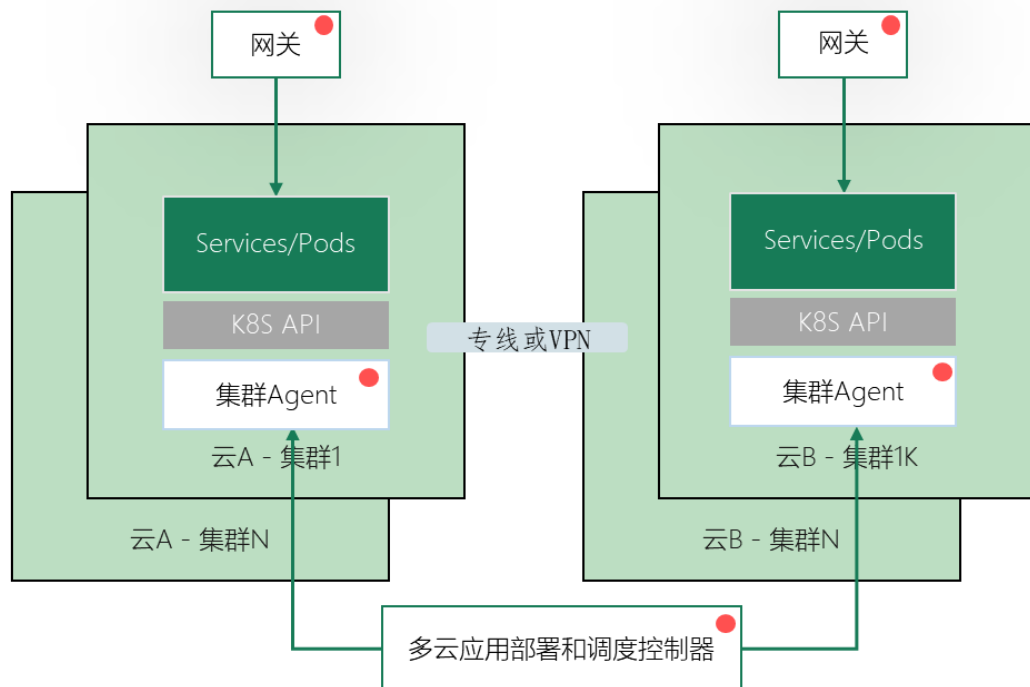 网关
网关
Services/Pods
Services/Pods
K8S API
K8S API
专线或VPN
集群Agent
集群Agent
云A - 集群1
云B - 集群1K
云A - 集群N
云B - 集群N
多云应用部署和调度控制器